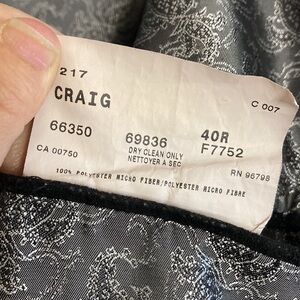 217
C 007
CRAIG
66350 69836 40R
DRY CLEAN ONLY F7752
NETTOYER A SEC
CA 00750 RN 96798
100% POLYESTER MICRO FIBER/POLYESTER MICRO FIBRE